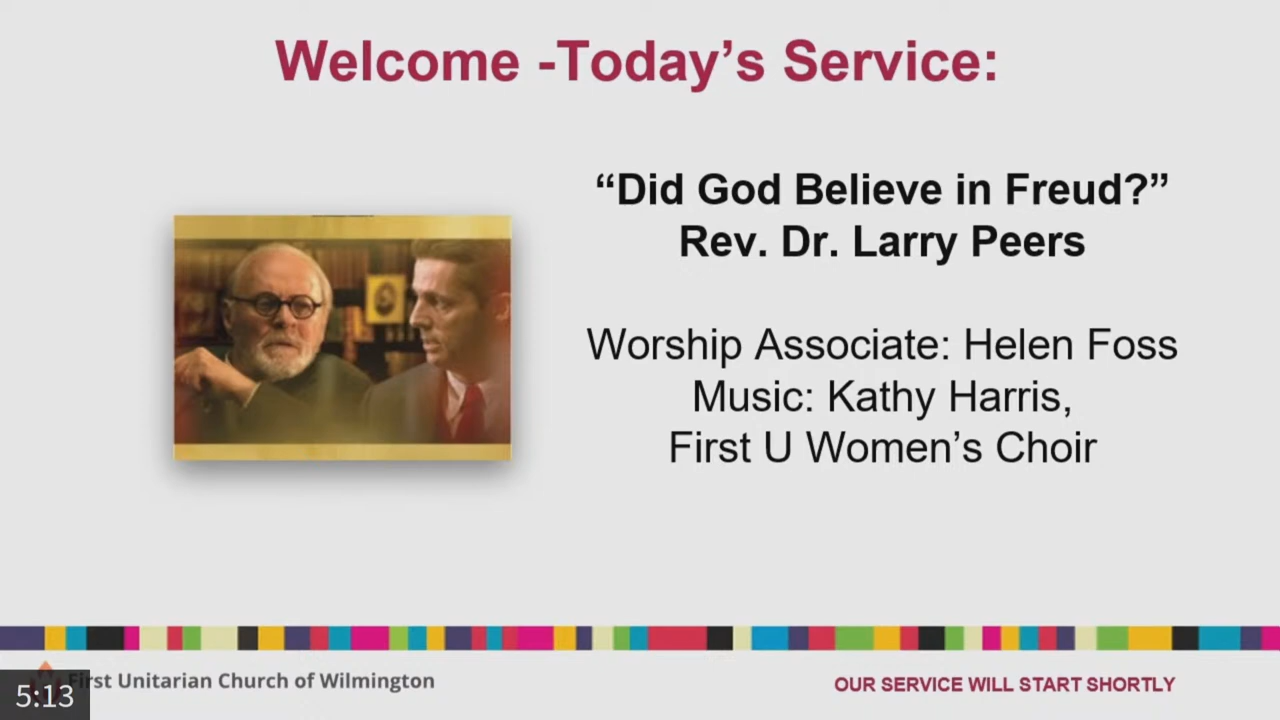 Welcome -Today’s Service:
“Did God Believe in Freud?”
Rev. Dr. Larry Peers
Worship Associate: Helen Foss
Music: Kathy Harris,
First U Women’s Choir
First Unitarian Church of Wilmington
OUR SERVICE WILL START SHORTLY
5:13